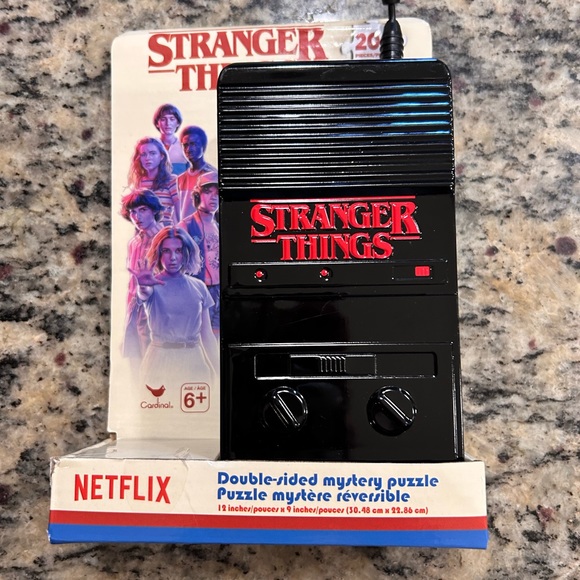 STRANGER
20
STRANGER
THINGS
Cardinal
AGE / ÂGE
6+
NETFLIX
Double-sided mystery puzzle
Puzzle mystère réversible
12 inches/pouces x 9 inches/pouces (30.48 cm x 22.86 cm)